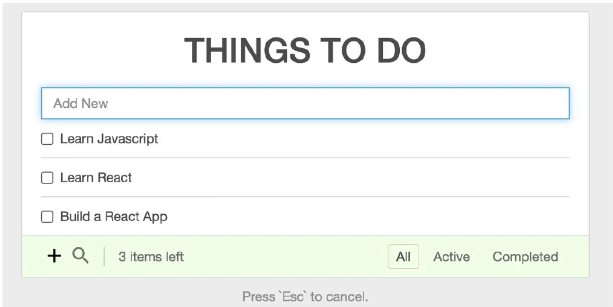 THINGS TO DO
Add New
Learn Javascript
Learn React
Build a React App
3 items left All Active Completed
Press `Esc` to cancel.